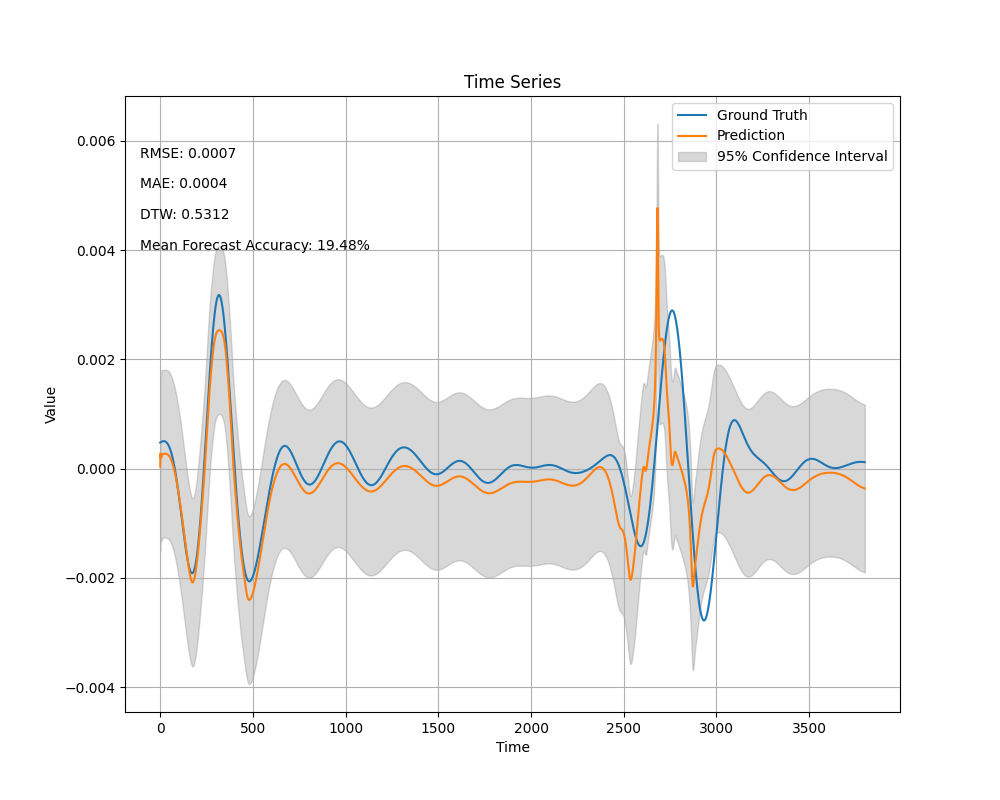 Time Series
Ground Truth
Prediction
95% Confidence Interval
RMSE: 0.0007
MAE: 0.0004
DTW: 0.5312
Mean Forecast Accuracy: 19.48%
Value
0.006
0.004
0.002
0.000
−0.002
−0.004
0 500 1000 1500 2000 2500 3000 3500
Time